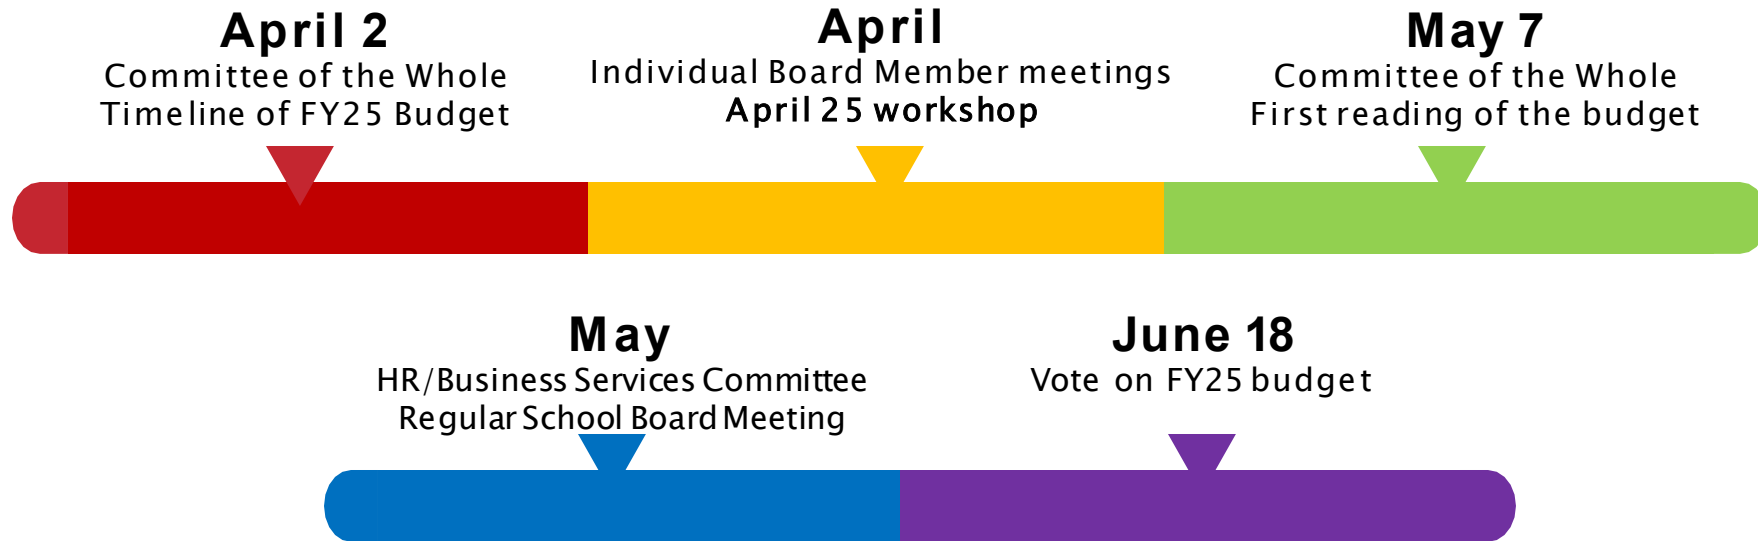 April 2
Committee of the Whole
Timeline of FY25 Budget
April
Individual Board Member meetings
April 25 workshop
May 7
Committee of the Whole
First reading of the budget
May
HR/Business Services Committee
Regular School Board Meeting
June 18
Vote on FY25 budget